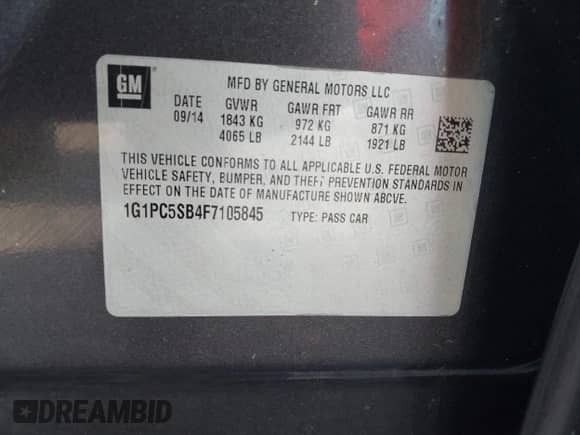 GM
MFD BY GENERAL MOTORS LLC
DATE GVWR GAWR FRT GAWR RR
09/14 1843 KG 972 KG 871 KG
4065 LB 2144 LB 1921 LB
THIS VEHICLE CONFORMS TO ALL APPLICABLE U.S. FEDERAL MOTOR
VEHICLE SAFETY, BUMPER, AND THEFT PREVENTION STANDARDS IN
EFFECT ON THE DATE OF MANUFACTURE SHOWN ABOVE.
1G1PC5SB4F7105845 TYPE: PASS CAR
DREAMBID